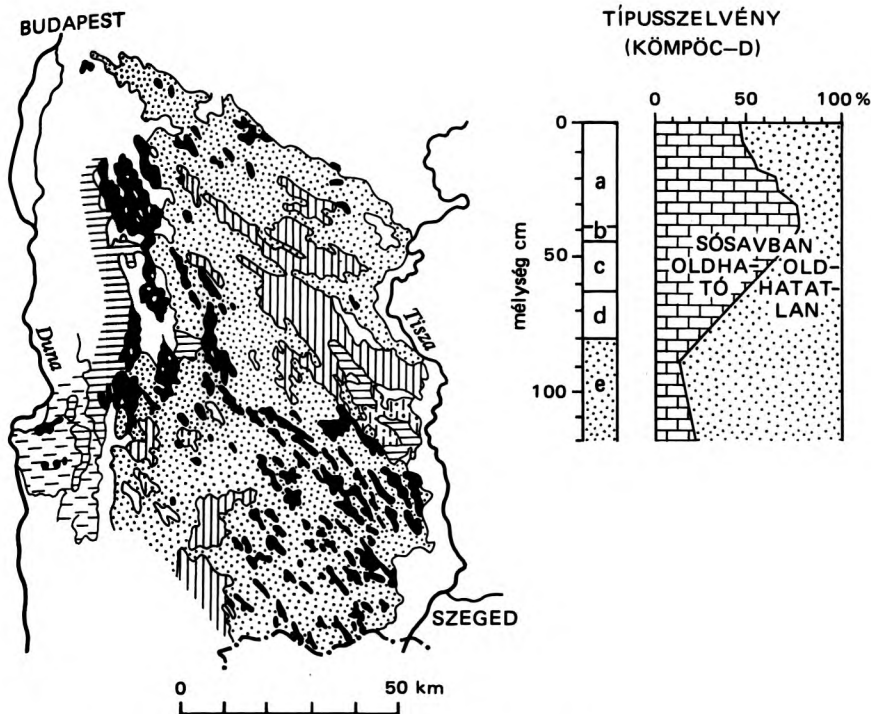 BUDAPEST
Duna
Tisza
SZEGED
0 50 km
TÍPUSSZELVÉNY
(KÖMPÖC–D)
0 50 100 %
mélység cm
0
50
100
a
b
c
d
e
SÓSAVBAN
OLDHA- OLD-
TÓ HATAT-
LAN